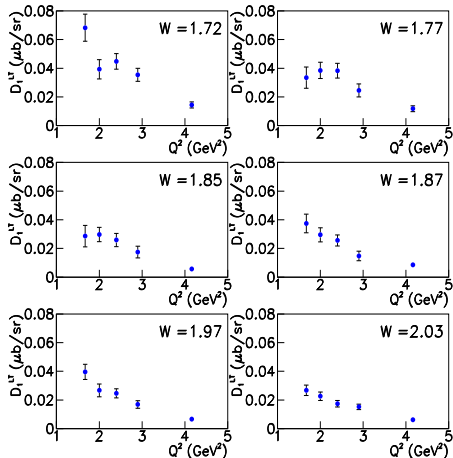 D₁ᴸᵀ (μb/sr)
0.08
0.06
0.04
0.02
0
W = 1.72
1 2 3 4 5
Q² (GeV²)
D₁ᴸᵀ (μb/sr)
0.08
0.06
0.04
0.02
0
W = 1.77
1 2 3 4 5
Q² (GeV²)
D₁ᴸᵀ (μb/sr)
0.08
0.06
0.04
0.02
0
W = 1.85
1 2 3 4 5
Q² (GeV²)
D₁ᴸᵀ (μb/sr)
0.08
0.06
0.04
0.02
0
W = 1.87
1 2 3 4 5
Q² (GeV²)
D₁ᴸᵀ (μb/sr)
0.08
0.06
0.04
0.02
0
W = 1.97
1 2 3 4 5
Q² (GeV²)
D₁ᴸᵀ (μb/sr)
0.08
0.06
0.04
0.02
0
W = 2.03
1 2 3 4 5
Q² (GeV²)